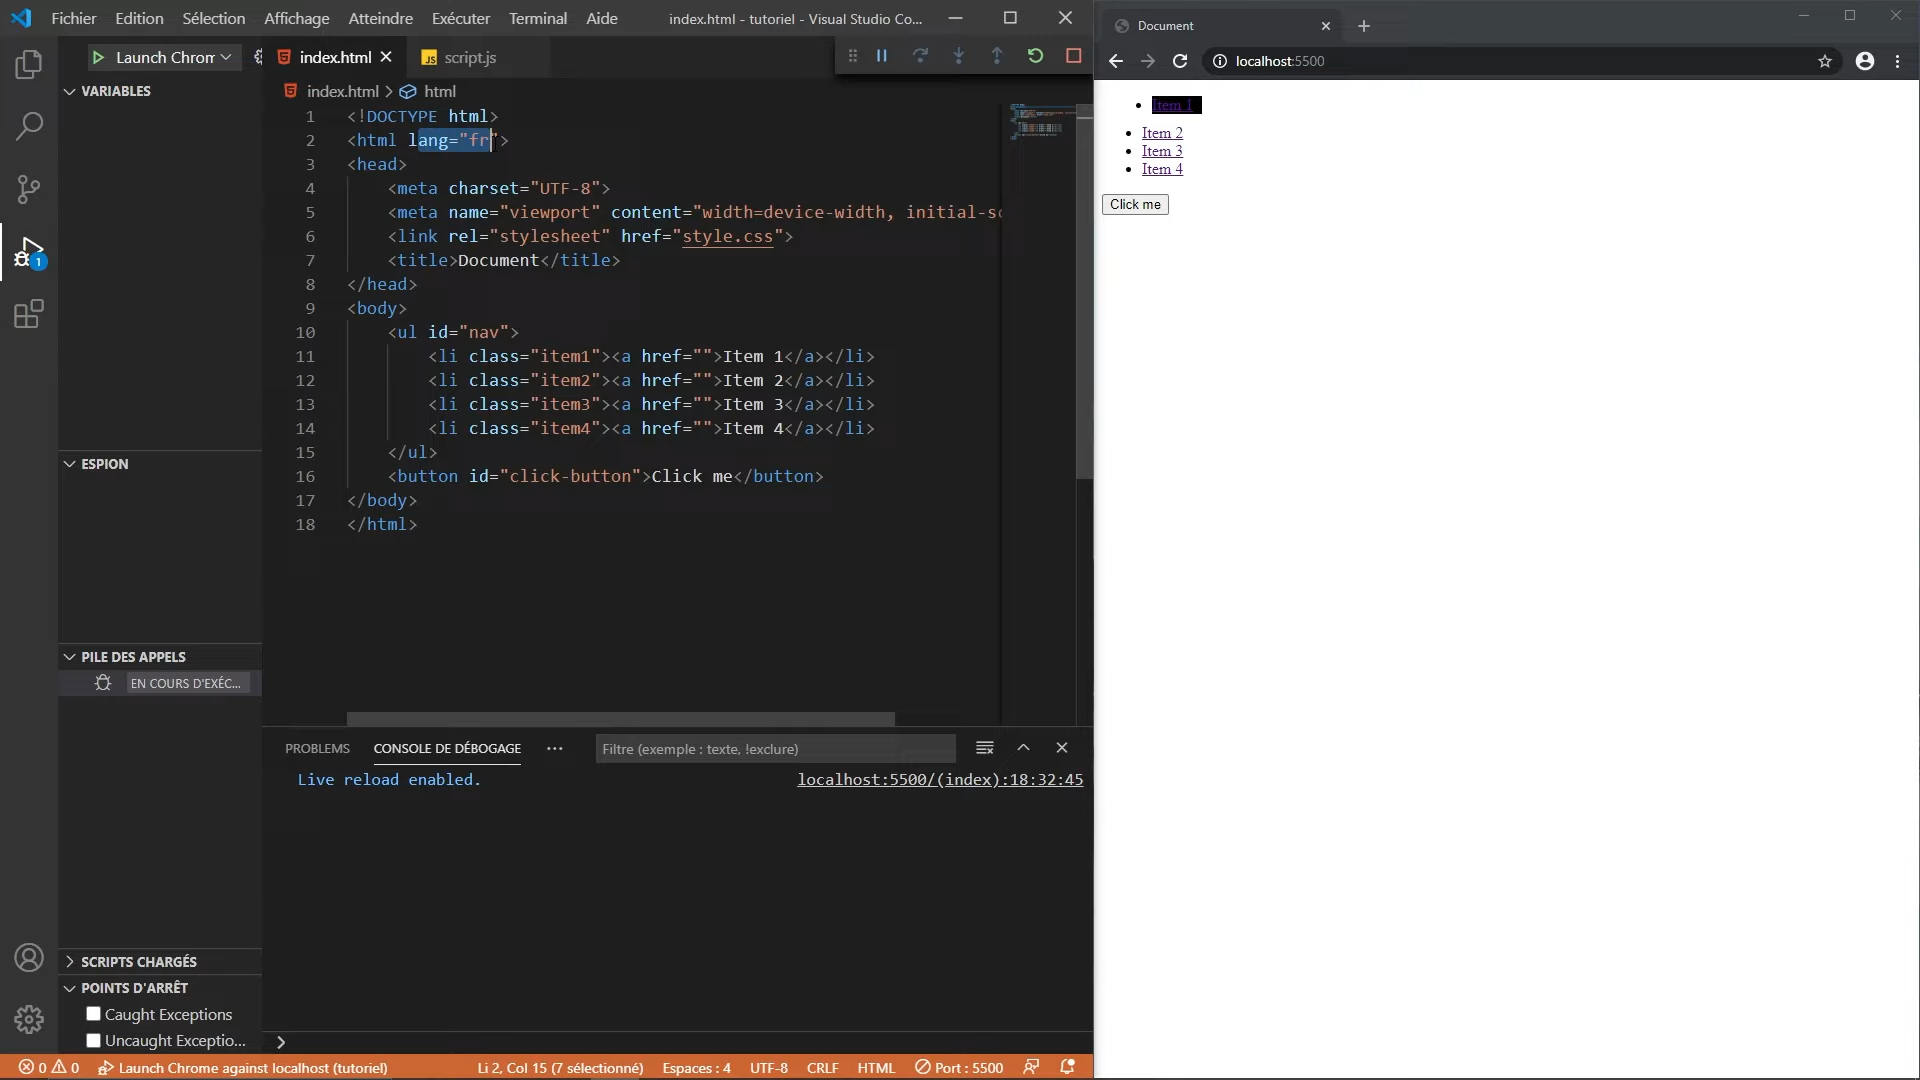 Fichier Edition Sélection Affichage Atteindre Exécuter Terminal Aide index.html - tutoriel - Visual Studio Co...
Launch Chrom
index.html
JS script.js
VARIABLES
index.html > html
1 <!DOCTYPE html>
2 <html lang="fr">
3 <head>
4 <meta charset="UTF-8">
5 <meta name="viewport" content="width=device-width, initial-sc
6 <link rel="stylesheet" href="style.css">
7 <title>Document</title>
8 </head>
9 <body>
10 <ul id="nav">
11 <li class="item1"><a href="">Item 1</a></li>
12 <li class="item2"><a href="">Item 2</a></li>
13 <li class="item3"><a href="">Item 3</a></li>
14 <li class="item4"><a href="">Item 4</a></li>
15 </ul>
16 <button id="click-button">Click me</button>
17 </body>
18 </html>
ESPION
PILE DES APPELS
EN COURS D'EXÉC...
1
SCRIPTS CHARGÉS
POINTS D'ARRÊT
Caught Exceptions
Uncaught Exceptio...
PROBLEMS CONSOLE DE DÉBOGAGE ... Filtre (exemple : texte, !exclure)
Live reload enabled. localhost:5500/(index):18:32:45
>
0 0 Launch Chrome against localhost (tutoriel) Li 2, Col 15 (7 sélectionné) Espaces : 4 UTF-8 CRLF HTML Port : 5500
Document
localhost:5500
Item 1
Item 2
Item 3
Item 4
Click me